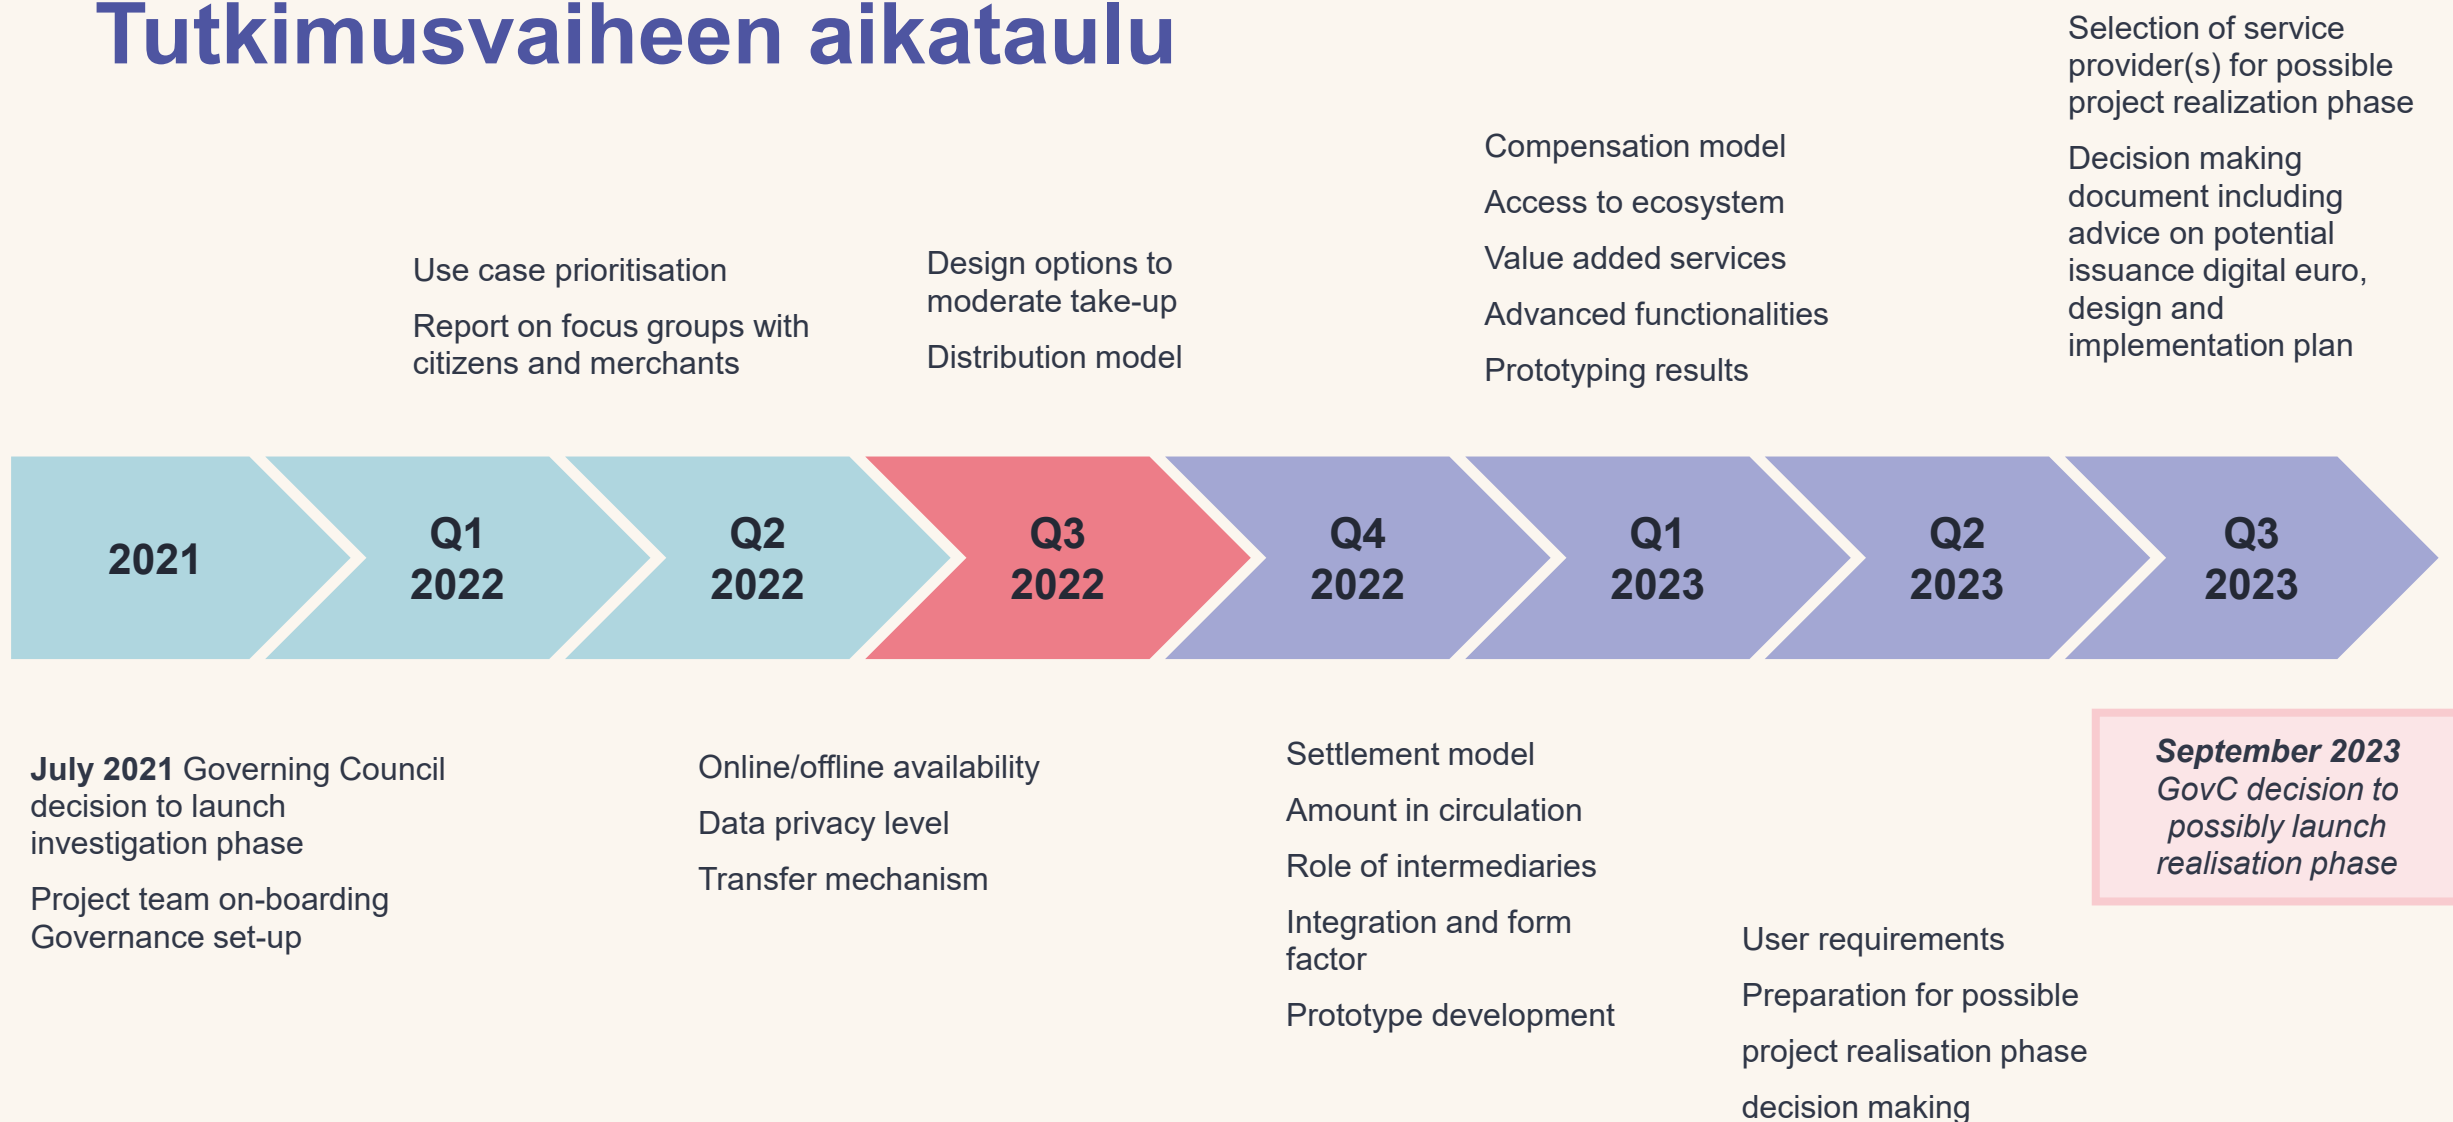 Tutkimusvaiheen aikataulu
Selection of service
provider(s) for possible
project realization phase
Decision making
document including
advice on potential
issuance digital euro,
design and
implementation plan
Compensation model
Access to ecosystem
Value added services
Advanced functionalities
Prototyping results
Use case prioritisation
Report on focus groups with
citizens and merchants
Design options to
moderate take-up
Distribution model
2021
Q1
2022
Q2
2022
Q3
2022
Q4
2022
Q1
2023
Q2
2023
Q3
2023
July 2021 Governing Council
decision to launch
investigation phase
Project team on-boarding
Governance set-up
Online/offline availability
Data privacy level
Transfer mechanism
Settlement model
Amount in circulation
Role of intermediaries
Integration and form
factor
Prototype development
User requirements
Preparation for possible
project realisation phase
decision making
September 2023
GovC decision to
possibly launch
realisation phase